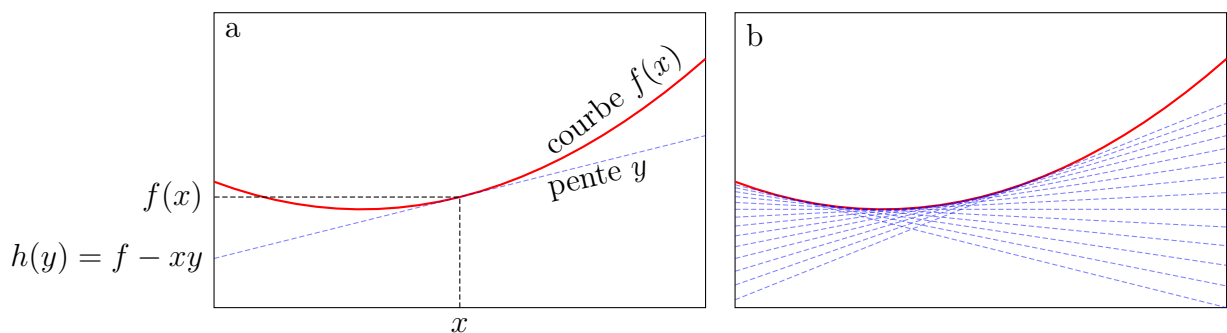 a
courbe f(x)
pente y
f(x)
h(y) = f − xy
x
b